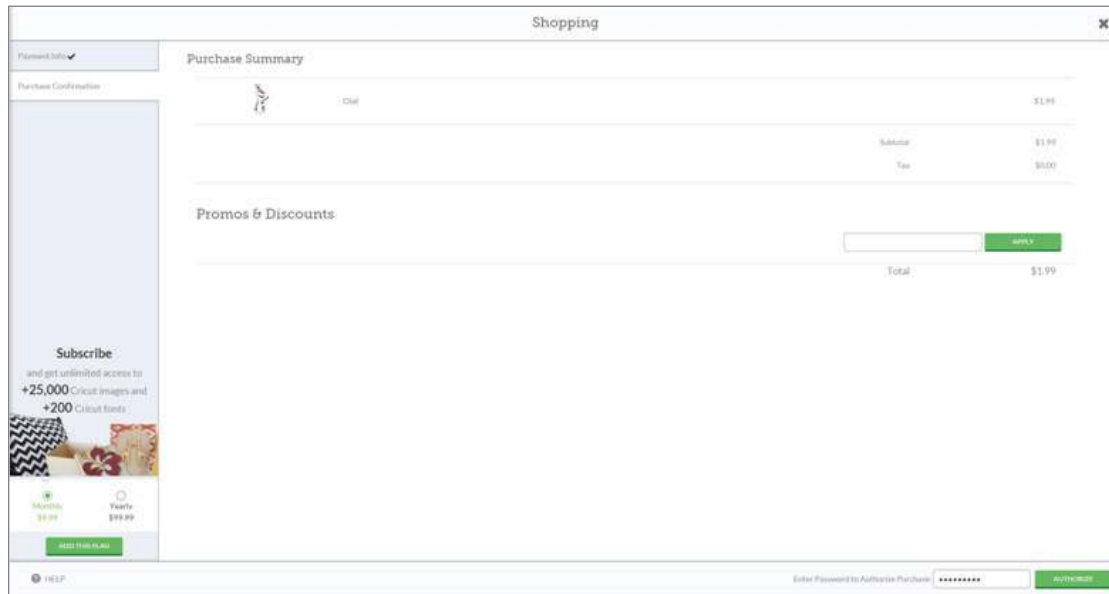 Shopping
Payment Info
Purchase Confirmation
Purchase Summary
$1.99
Subtotal $1.99
Tax $0.00
Promos & Discounts
APPLY
Total $1.99
Subscribe
and get unlimited access to
+25,000 Cricut images and
+200 Cricut fonts
Monthly Yearly
$9.99 $99.99
ADD THIS PLAN
HELP
Enter Password to Authorize Purchase
AUTHORIZE